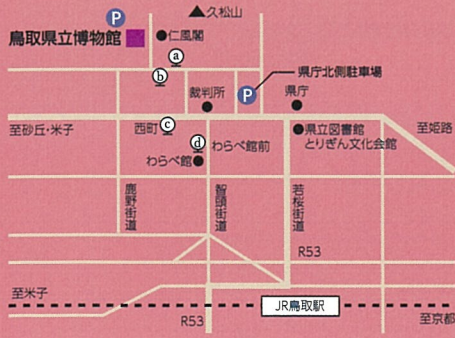 P
久松山
鳥取県立博物館
仁風閣
a
b
県庁北側駐車場
P
裁判所
県庁
至砂丘・米子
西町
c
d
わらべ館前
わらべ館
県立図書館
とりぎん文化会館
至姫路
鹿野街道
智頭街道
若桜街道
R53
至米子
JR鳥取駅
R53
至京都